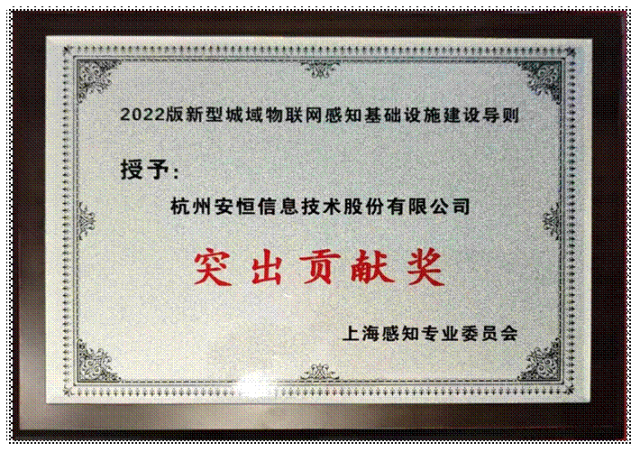 2022版新型城域物联网感知基础设施建设导则
授予:
杭州安恒信息技术股份有限公司
突出贡献奖
上海感知专业委员会